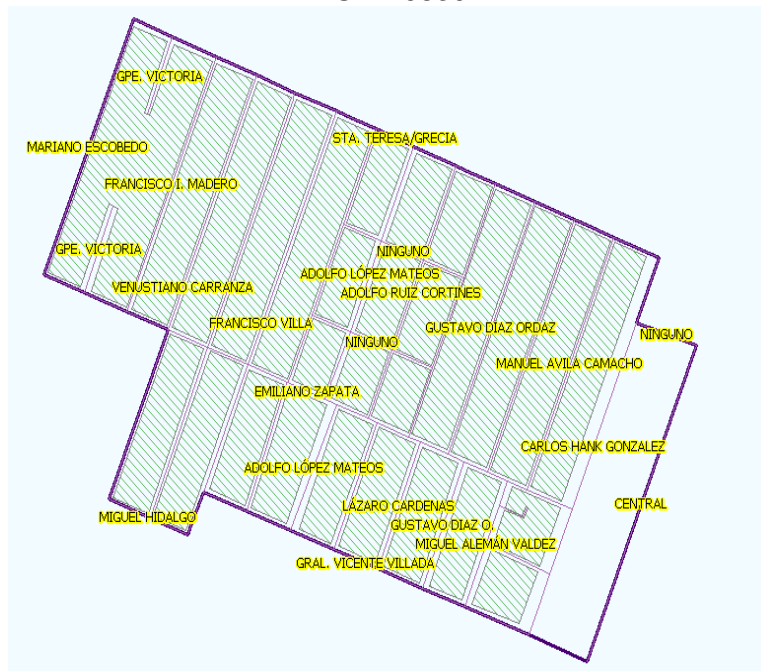 GPE. VICTORIA
STA. TERESA/GRECIA
MARIANO ESCOBEDO
FRANCISCO I. MADERO
GPE. VICTORIA
NINGUNO
ADOLFO LÓPEZ MATEOS
VENUSTIANO CARRANZA
ADOLFO RUIZ CORTINES
FRANCISCO VILLA
GUSTAVO DIAZ ORDAZ
NINGUNO
NINGUNO
MANUEL AVILA CAMACHO
EMILIANO ZAPATA
CARLOS HANK GONZALEZ
ADOLFO LÓPEZ MATEOS
CENTRAL
LÁZARO CARDENAS
MIGUEL HIDALGO
GUSTAVO DIAZ O.
MIGUEL ALEMÁN VALDEZ
GRAL. VICENTE VILLADA